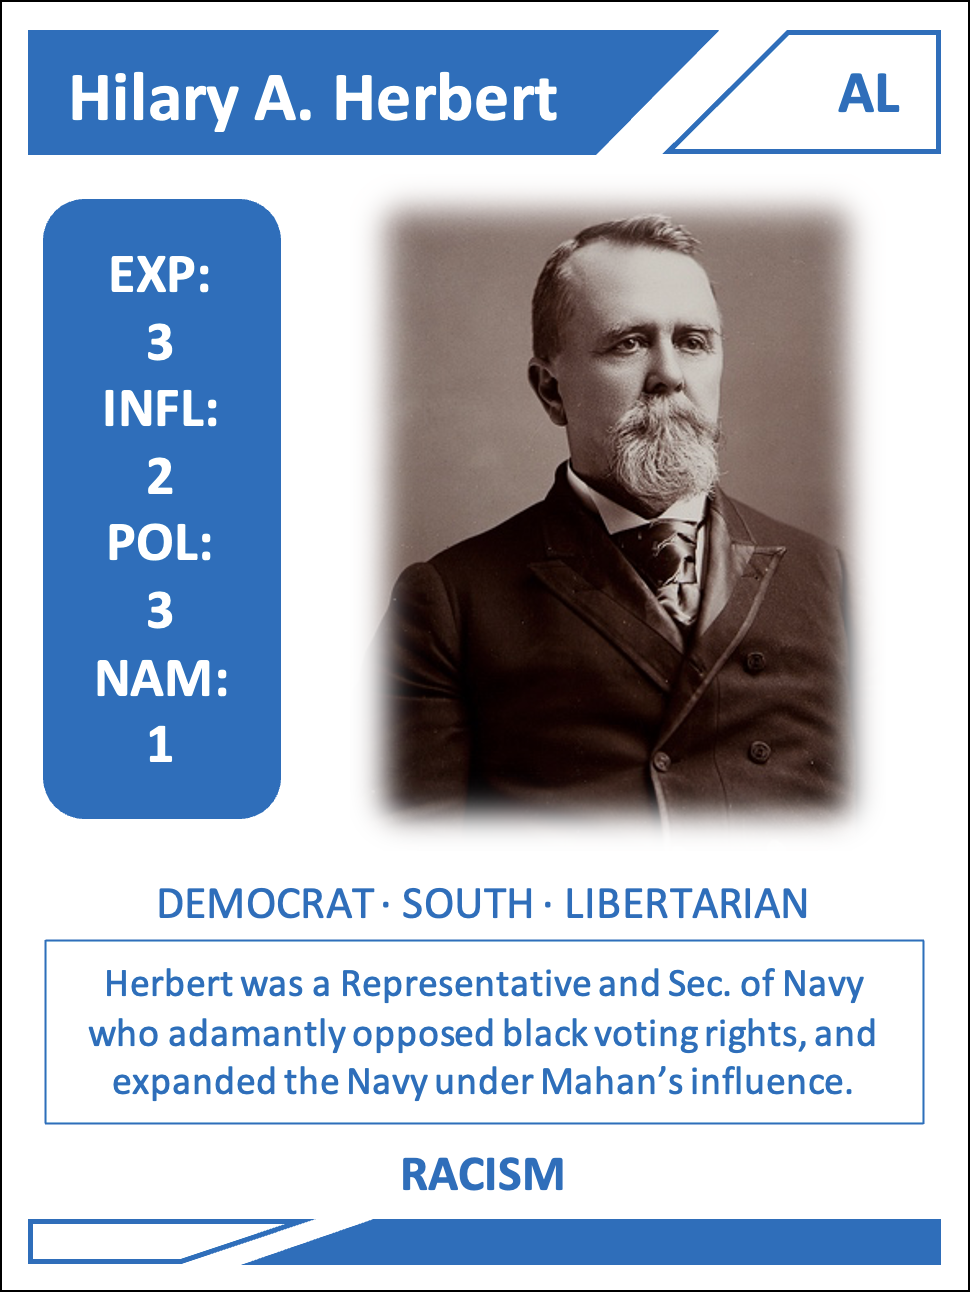 Hilary A. Herbert
AL
EXP:
3
INFL:
2
POL:
3
NAM:
1
DEMOCRAT · SOUTH · LIBERTARIAN
Herbert was a Representative and Sec. of Navy
who adamantly opposed black voting rights, and
expanded the Navy under Mahan’s influence.
RACISM